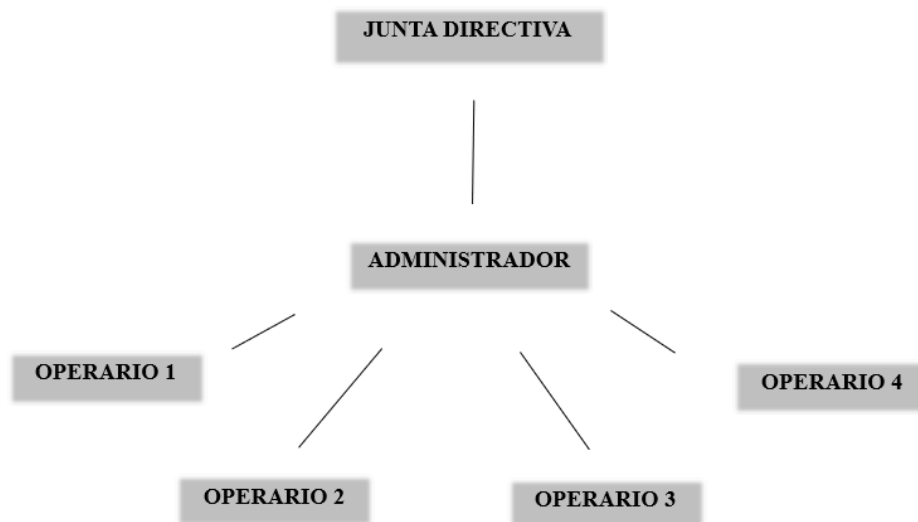 JUNTA DIRECTIVA
ADMINISTRADOR
OPERARIO 1
OPERARIO 4
OPERARIO 2
OPERARIO 3